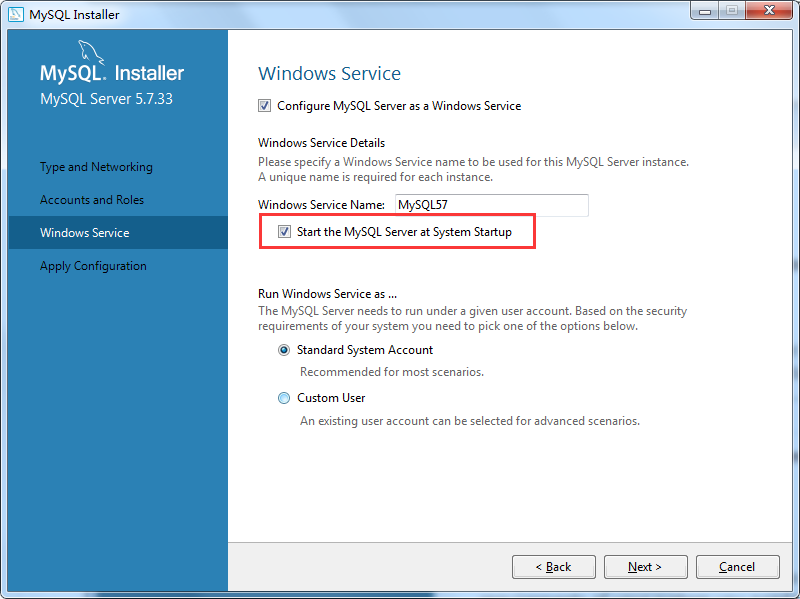 MySQL Installer
MySQL. Installer
MySQL Server 5.7.33
Type and Networking
Accounts and Roles
Windows Service
Apply Configuration
Windows Service
Configure MySQL Server as a Windows Service
Windows Service Details
Please specify a Windows Service name to be used for this MySQL Server instance.
A unique name is required for each instance.
Windows Service Name: MySQL57
Start the MySQL Server at System Startup
Run Windows Service as ...
The MySQL Server needs to run under a given user account. Based on the security
requirements of your system you need to pick one of the options below.
Standard System Account
Recommended for most scenarios.
Custom User
An existing user account can be selected for advanced scenarios.
< Back Next > Cancel